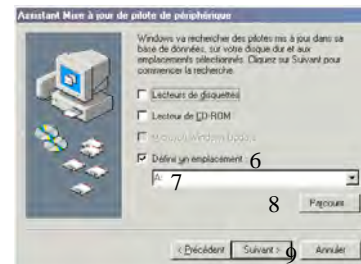 Assistant Mise à jour de pilote de périphérique
Windows va rechercher des pilotes mis à jour dans sa
base de données, sur votre disque dur et aux
emplacements sélectionnés. Cliquez sur Suivant pour
commencer la recherche.
Lecteurs de disquettes
Lecteur de CD-ROM
Microsoft Windows Update
Définir un emplacement : 6
A: 7
8 Parcourir
< Précédent Suivant > 9 Annuler